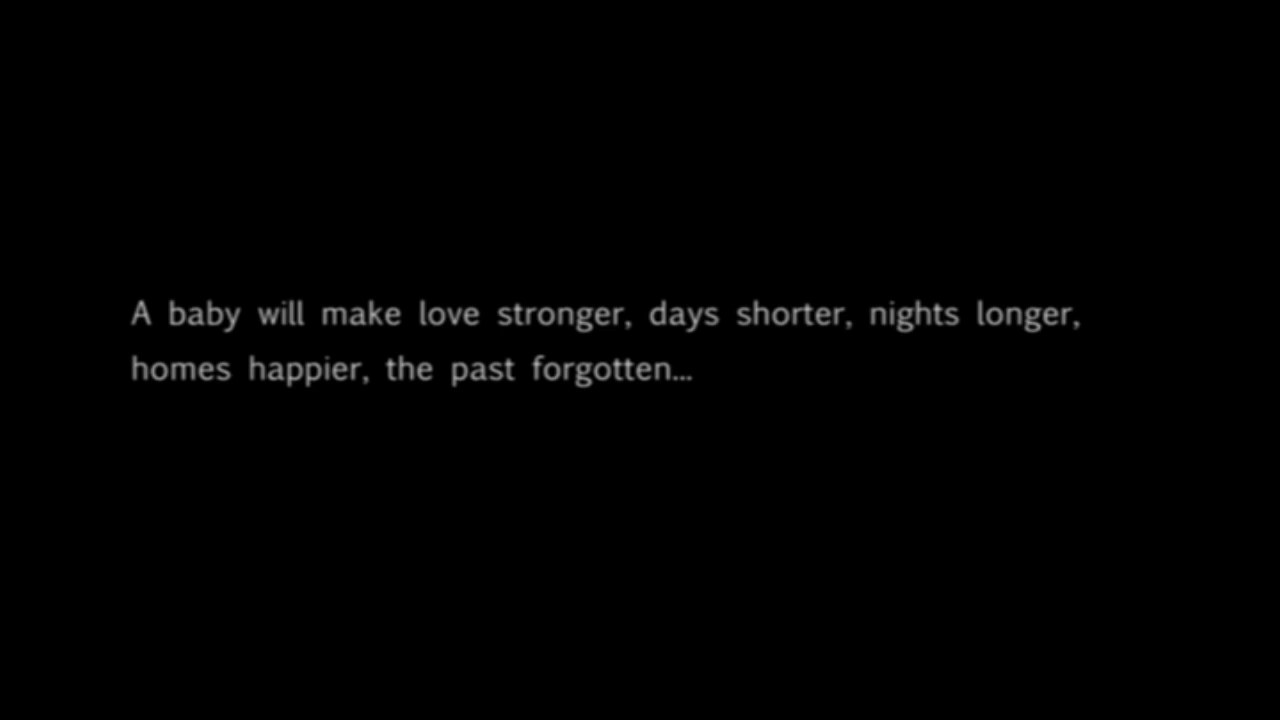 A baby will make love stronger, days shorter, nights longer,
homes happier, the past forgotten...